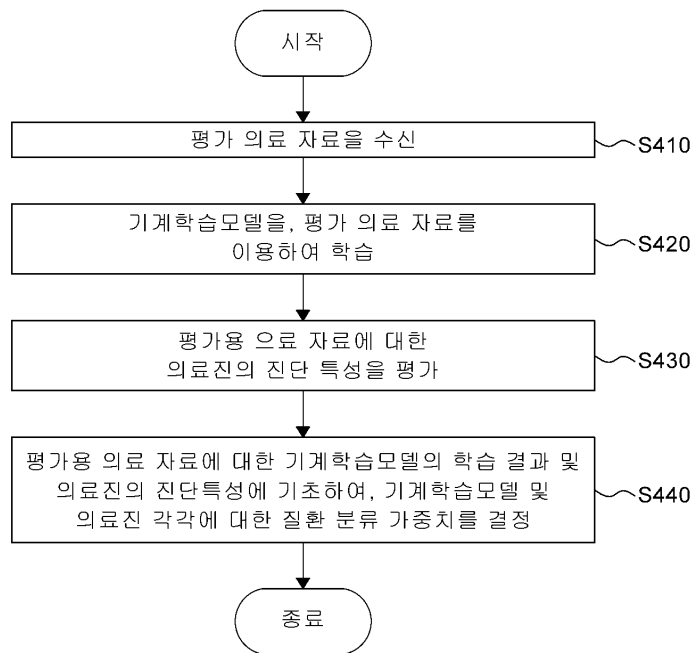 시작
평가 의료 자료을 수신
S410
기계학습모델을, 평가 의료 자료를
이용하여 학습
S420
평가용 으료 자료에 대한
의료진의 진단 특성을 평가
S430
평가용 의료 자료에 대한 기계학습모델의 학습 결과 및
의료진의 진단특성에 기초하여, 기계학습모델 및
의료진 각각에 대한 질환 분류 가중치를 결정
S440
종료